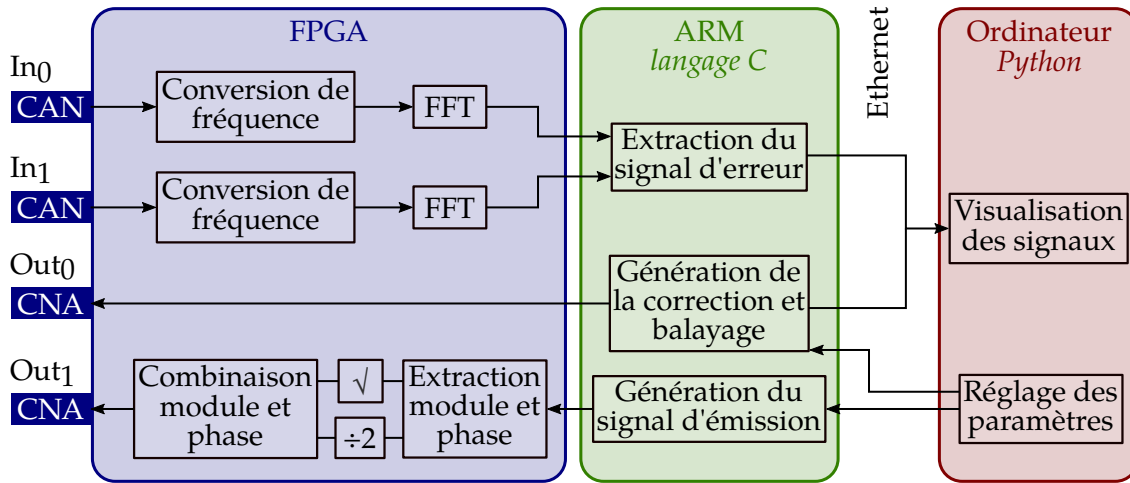 FPGA
ARM
langage C
Ethernet
Ordinateur
Python
In0
CAN
Conversion de
fréquence
FFT
Extraction du
signal d'erreur
In1
CAN
Conversion de
fréquence
FFT
Visualisation
des signaux
Out0
CNA
Génération de
la correction et
balayage
Out1
CNA
Combinaison
module et
phase
√
÷2
Extraction
module et
phase
Génération du
signal d'émission
Réglage des
paramètres